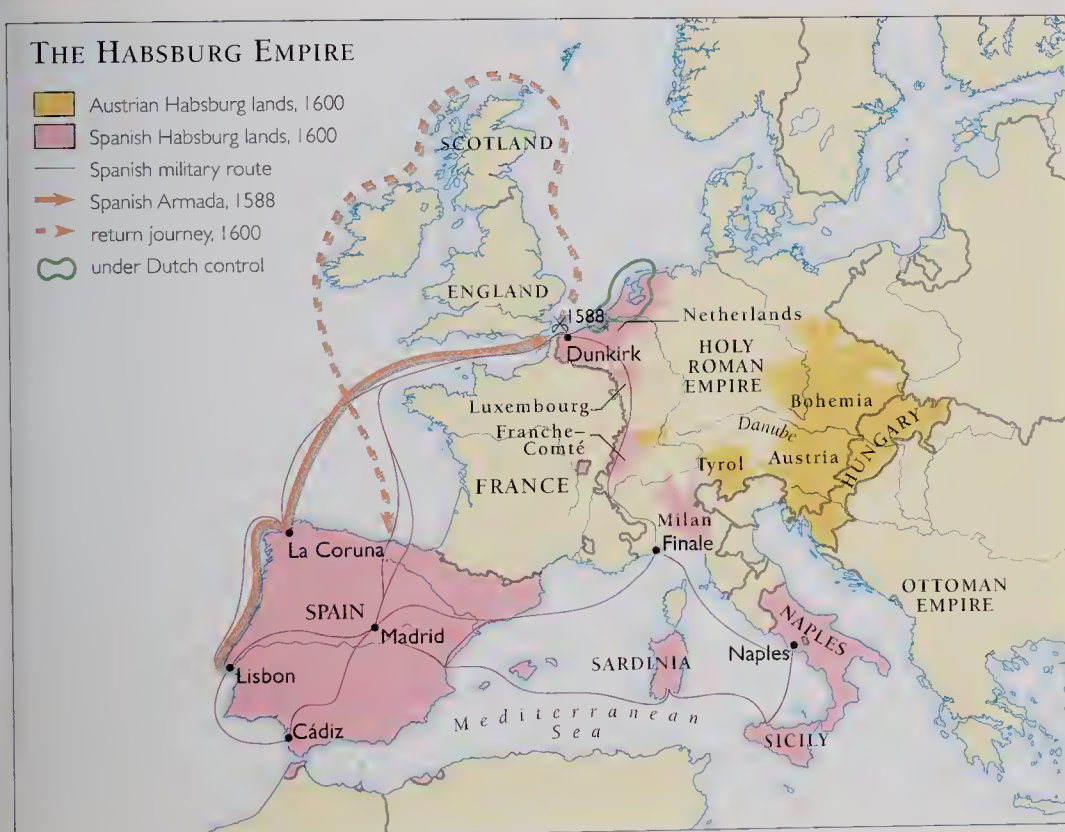 THE HABSBURG EMPIRE
Austrian Habsburg lands, 1600
Spanish Habsburg lands, 1600
Spanish military route
Spanish Armada, 1588
return journey, 1600
under Dutch control
SCOTLAND
ENGLAND
1588
Netherlands
Dunkirk
HOLY
ROMAN
EMPIRE
Bohemia
Luxembourg
Danube
HUNGARY
Franche–
Comté
Tyrol
Austria
FRANCE
Milan
Finale
La Coruna
OTTOMAN
EMPIRE
SPAIN
Madrid
NAPLES
Naples
SARDINIA
Lisbon
Mediterranean
Sea
Cádiz
SICILY